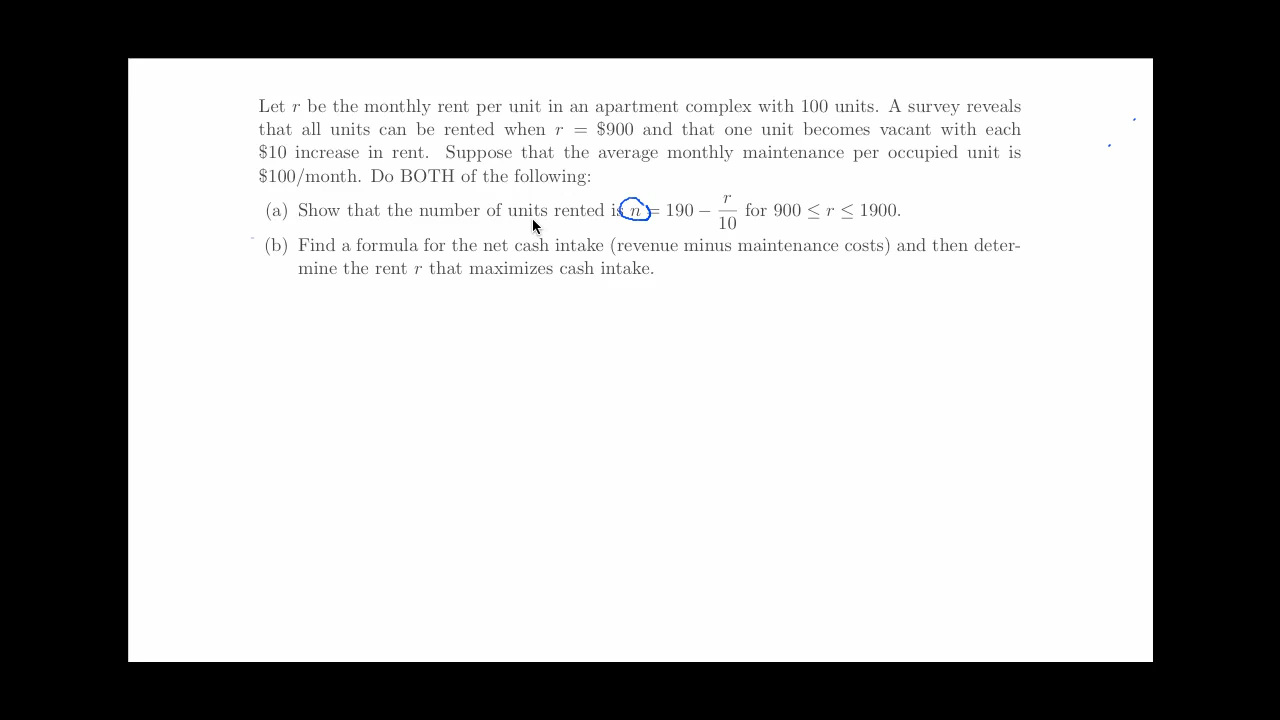 Let r be the monthly rent per unit in an apartment complex with 100 units. A survey reveals
that all units can be rented when r = $900 and that one unit becomes vacant with each
$10 increase in rent. Suppose that the average monthly maintenance per occupied unit is
$100/month. Do BOTH of the following:
(a) Show that the number of units rented is n = 190 − r/10 for 900 ≤ r ≤ 1900.
(b) Find a formula for the net cash intake (revenue minus maintenance costs) and then deter-
mine the rent r that maximizes cash intake.